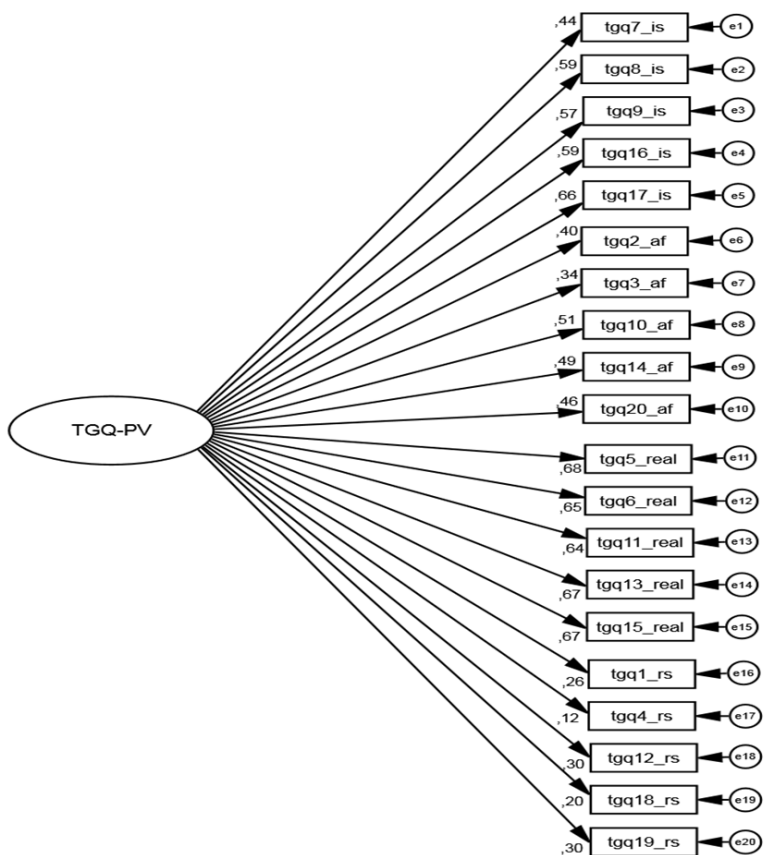 ,44 tgq7_is e1
,59 tgq8_is e2
,57 tgq9_is e3
,59 tgq16_is e4
,66 tgq17_is e5
,40 tgq2_af e6
,34 tgq3_af e7
,51 tgq10_af e8
,49 tgq14_af e9
,46 tgq20_af e10
TGQ-PV
,68 tgq5_real e11
,65 tgq6_real e12
,64 tgq11_real e13
,67 tgq13_real e14
,67 tgq15_real e15
,26 tgq1_rs e16
,12 tgq4_rs e17
,30 tgq12_rs e18
,20 tgq18_rs e19
,30 tgq19_rs e20